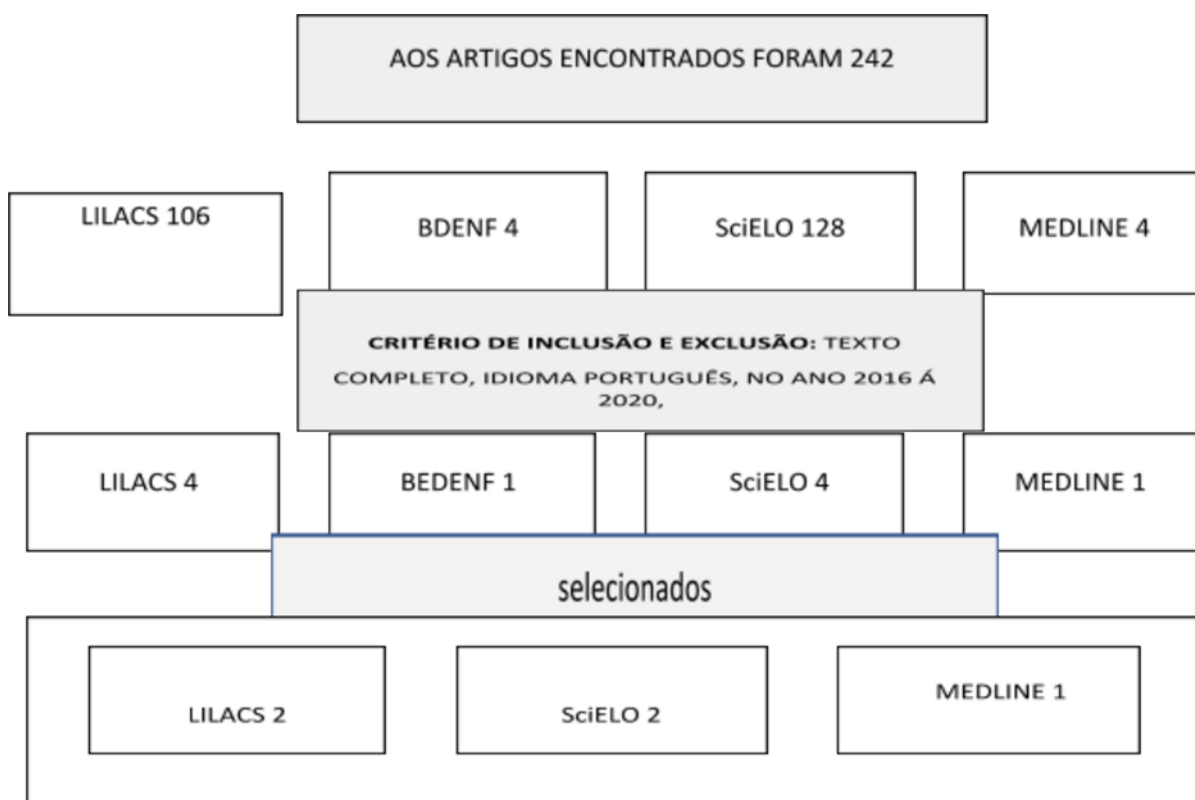 AOS ARTIGOS ENCONTRADOS FORAM 242
LILACS 106
BDENF 4
SciELO 128
MEDLINE 4
CRITÉRIO DE INCLUSÃO E EXCLUSÃO: TEXTO
COMPLETO, IDIOMA PORTUGUÊS, NO ANO 2016 Á
2020,
LILACS 4
BEDENF 1
SciELO 4
MEDLINE 1
selecionados
LILACS 2
SciELO 2
MEDLINE 1